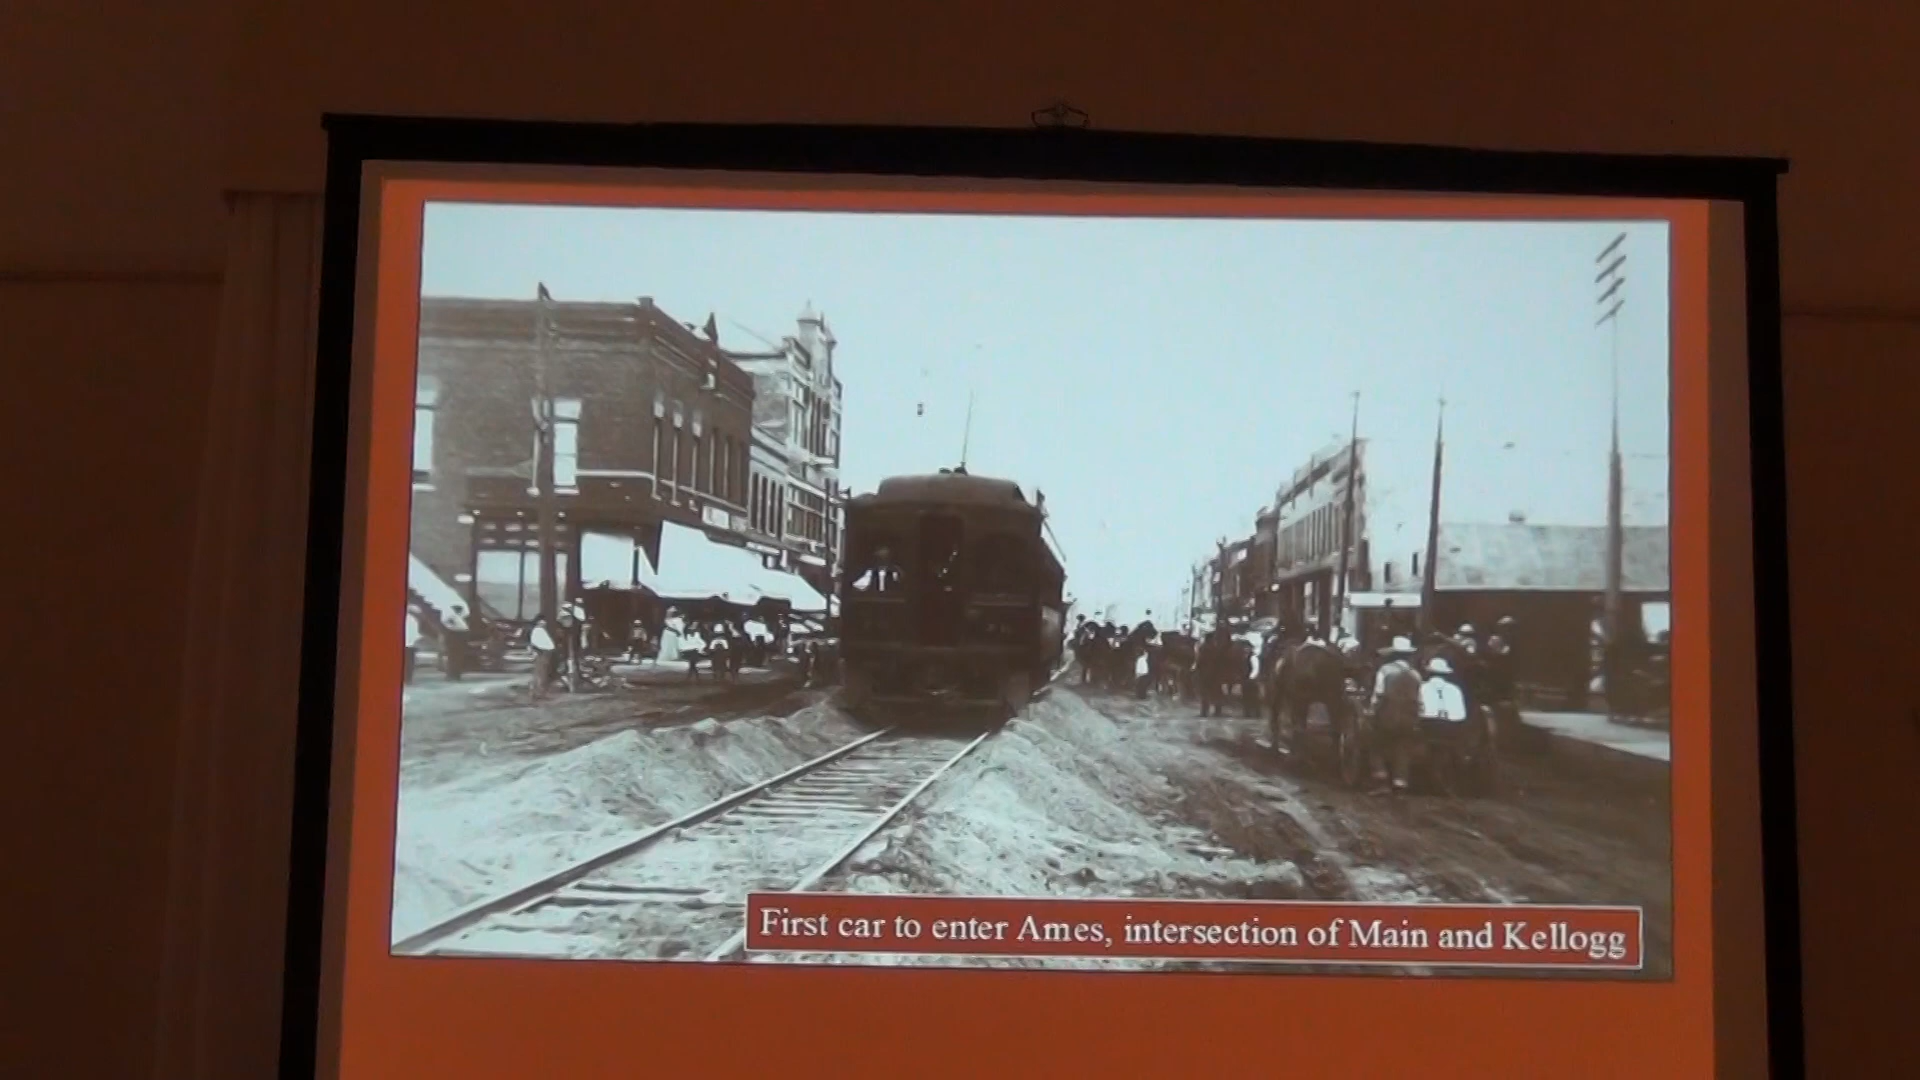 First car to enter Ames, intersection of Main and Kellogg